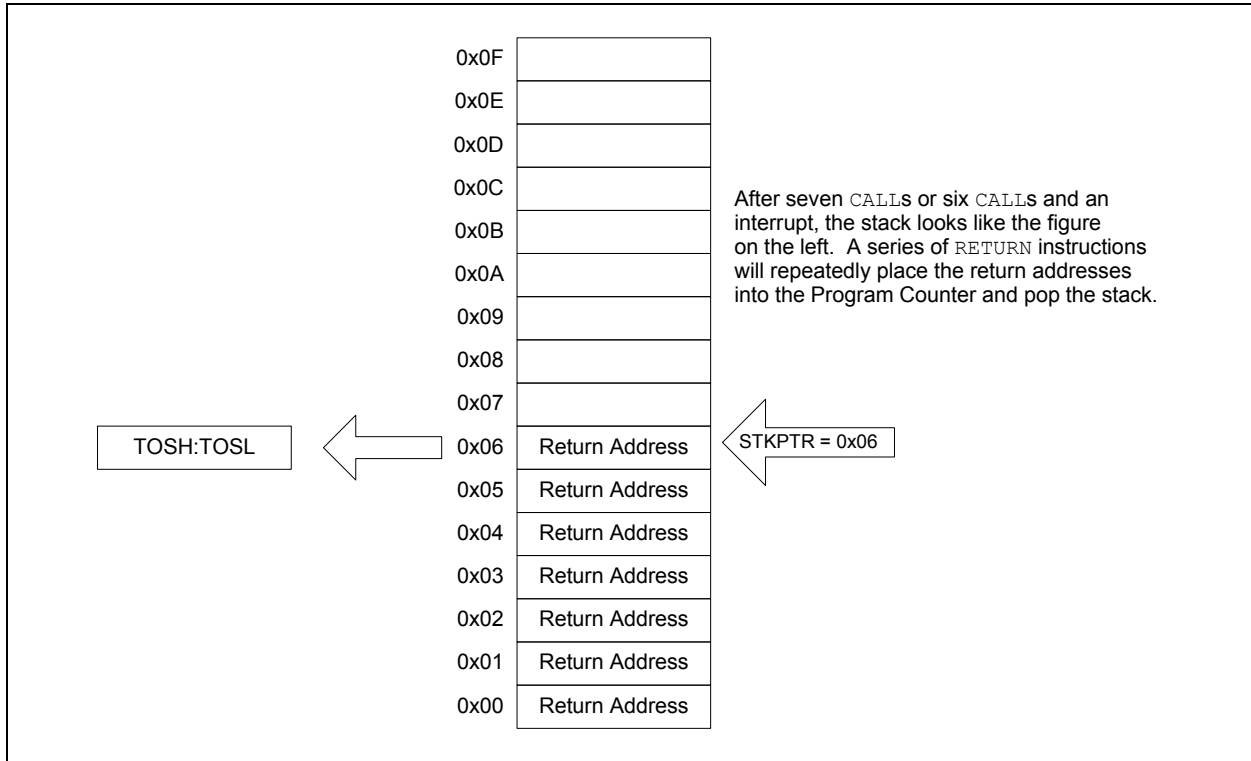 0x0F
0x0E
0x0D
0x0C
0x0B
0x0A
0x09
0x08
0x07
0x06 Return Address
0x05 Return Address
0x04 Return Address
0x03 Return Address
0x02 Return Address
0x01 Return Address
0x00 Return Address
TOSH:TOSL
STKPTR = 0x06
After seven CALLs or six CALLs and an
interrupt, the stack looks like the figure
on the left. A series of RETURN instructions
will repeatedly place the return addresses
into the Program Counter and pop the stack.